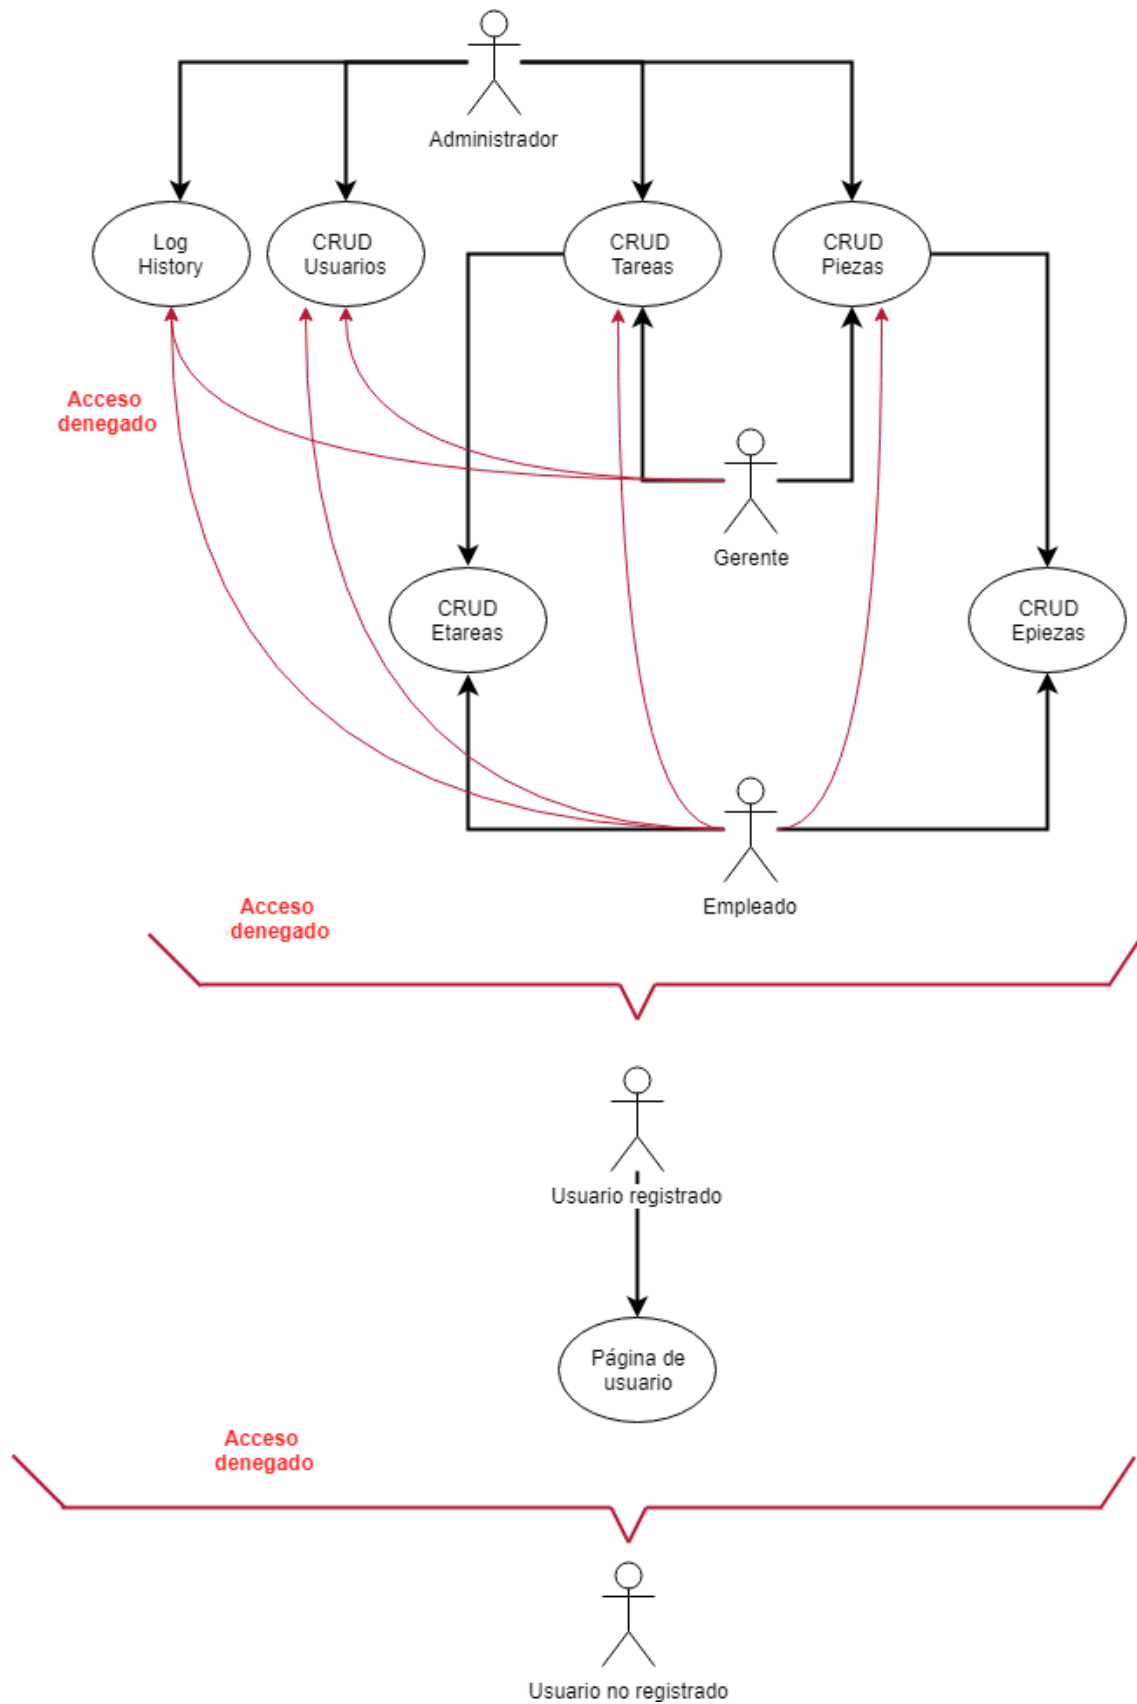 Administrador
Log
History
CRUD
Usuarios
CRUD
Tareas
CRUD
Piezas
Acceso
denegado
Gerente
CRUD
Etareas
CRUD
Epiezas
Empleado
Acceso
denegado
Usuario registrado
Página de
usuario
Acceso
denegado
Usuario no registrado